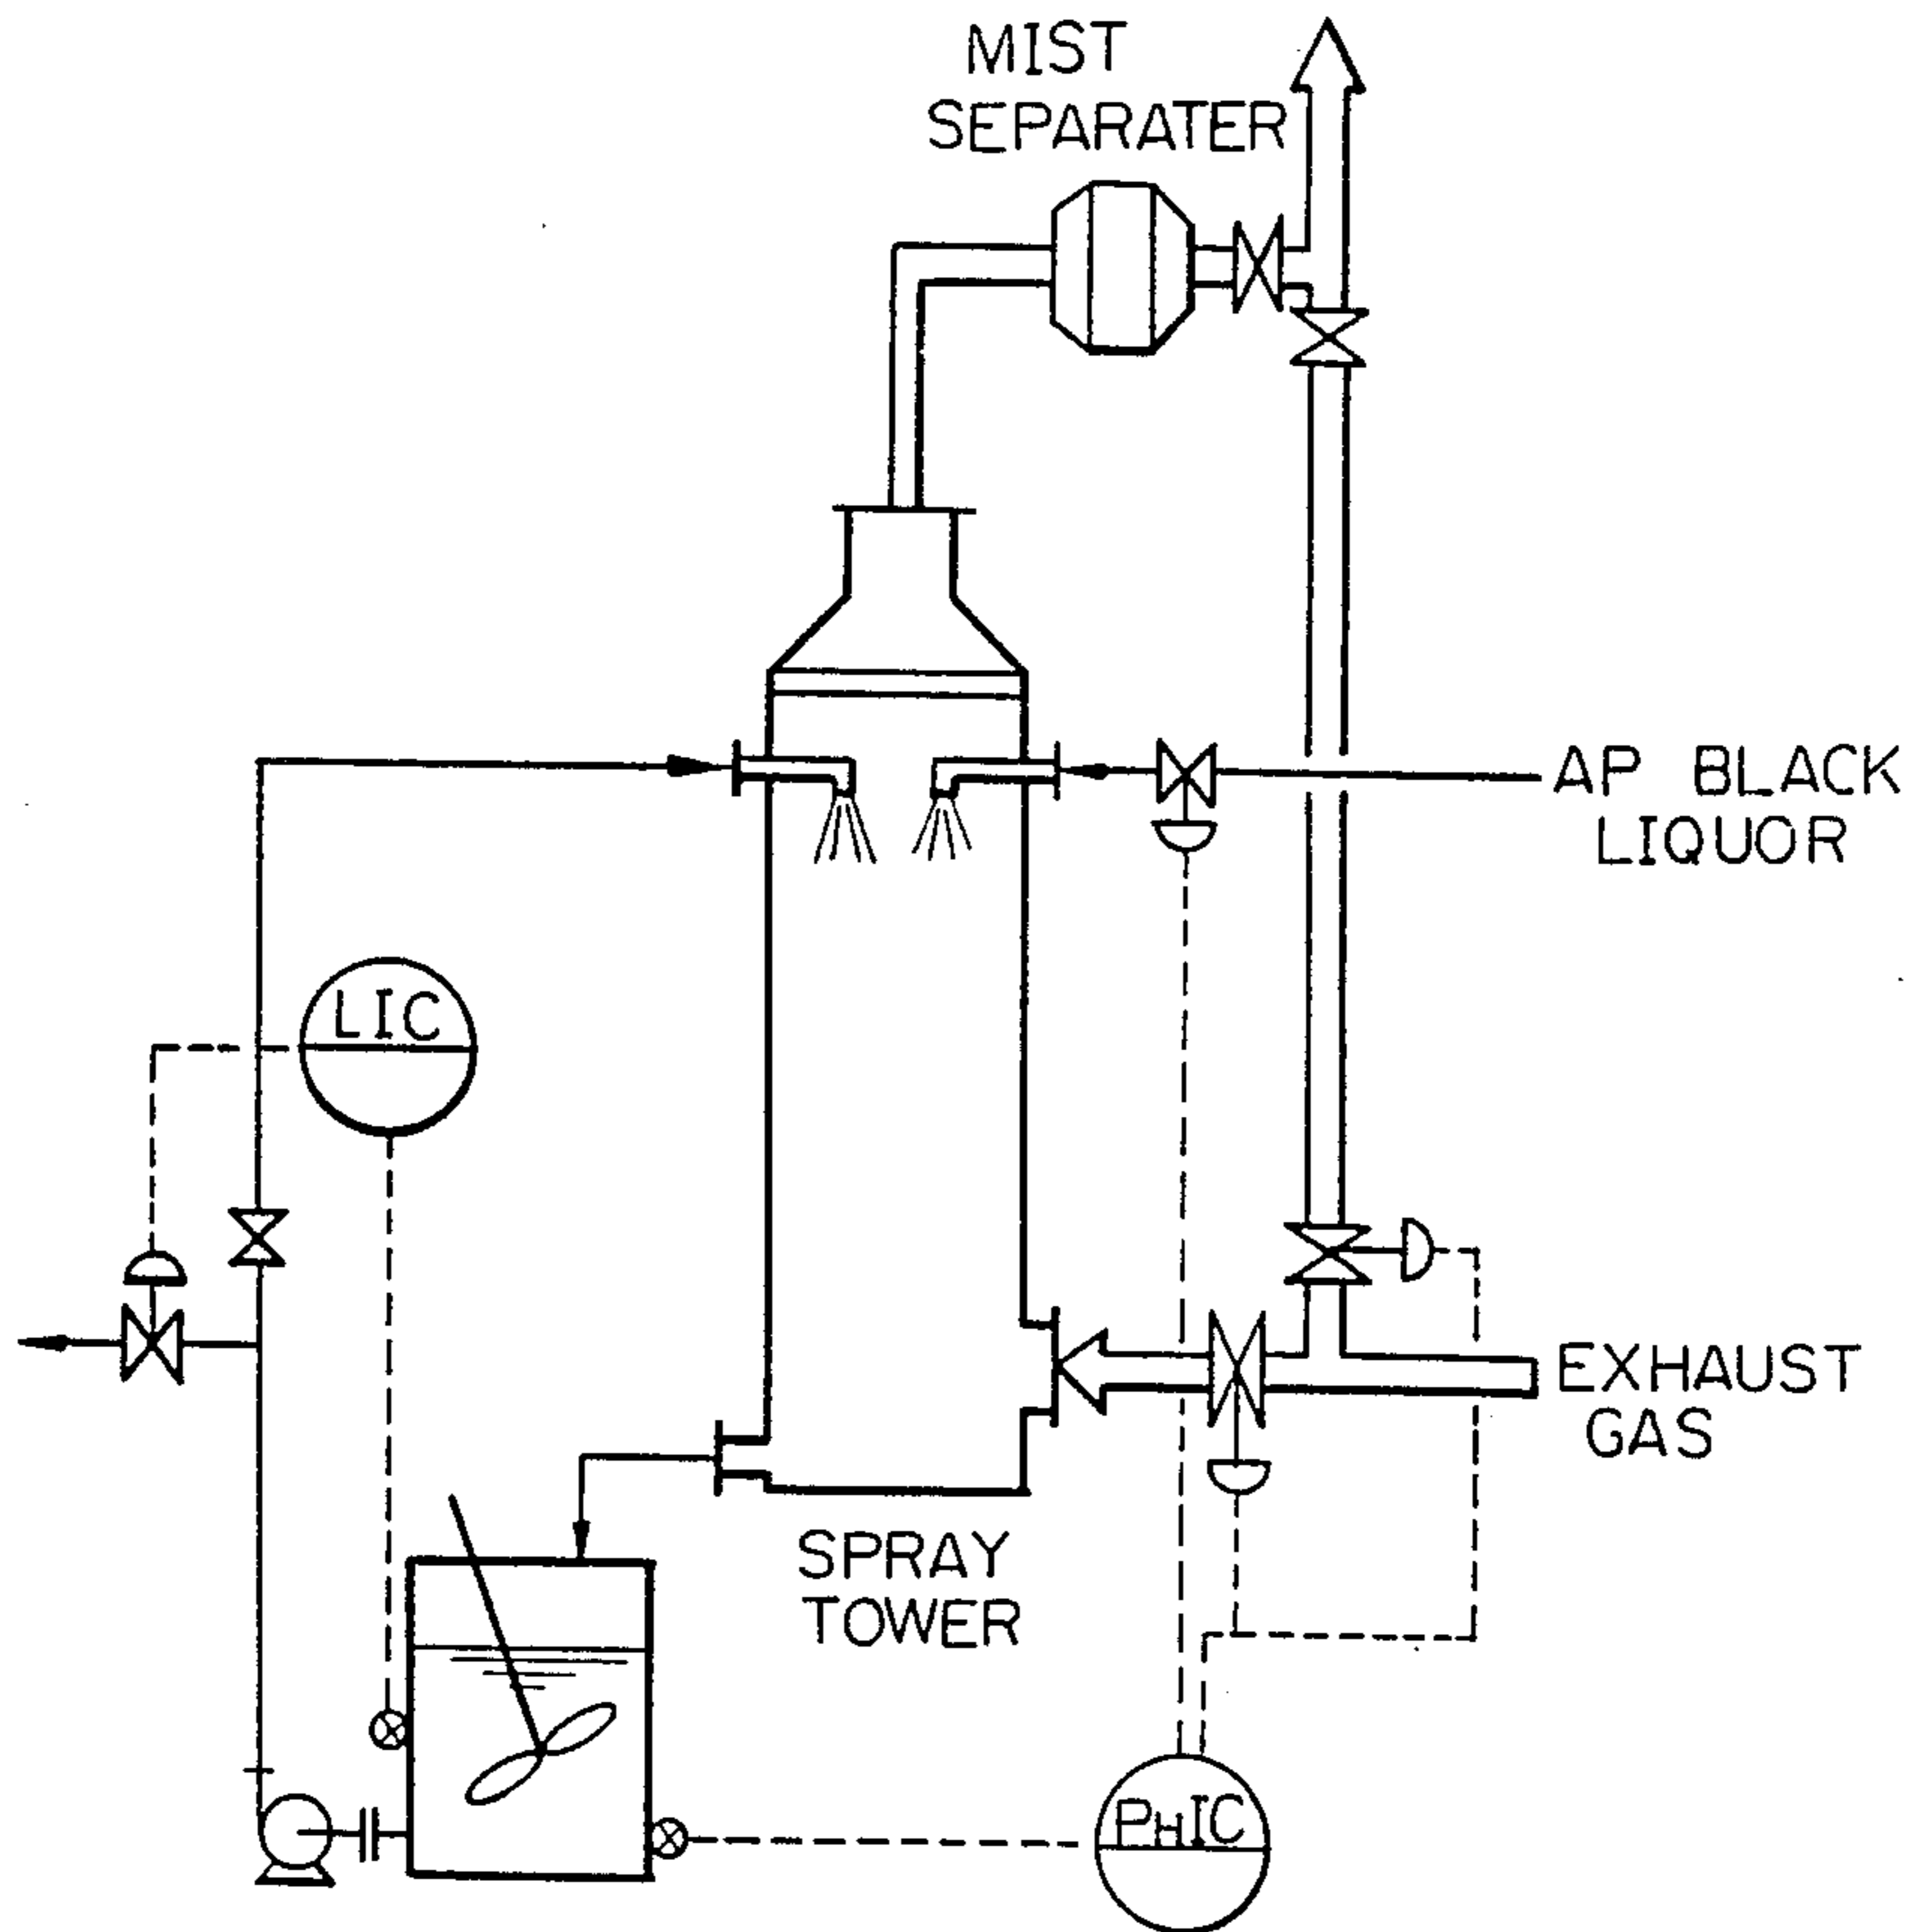 MIST
SEPARATER
AP BLACK
LIQUOR
LIC
EXHAUST
GAS
SPRAY
TOWER
PHIC